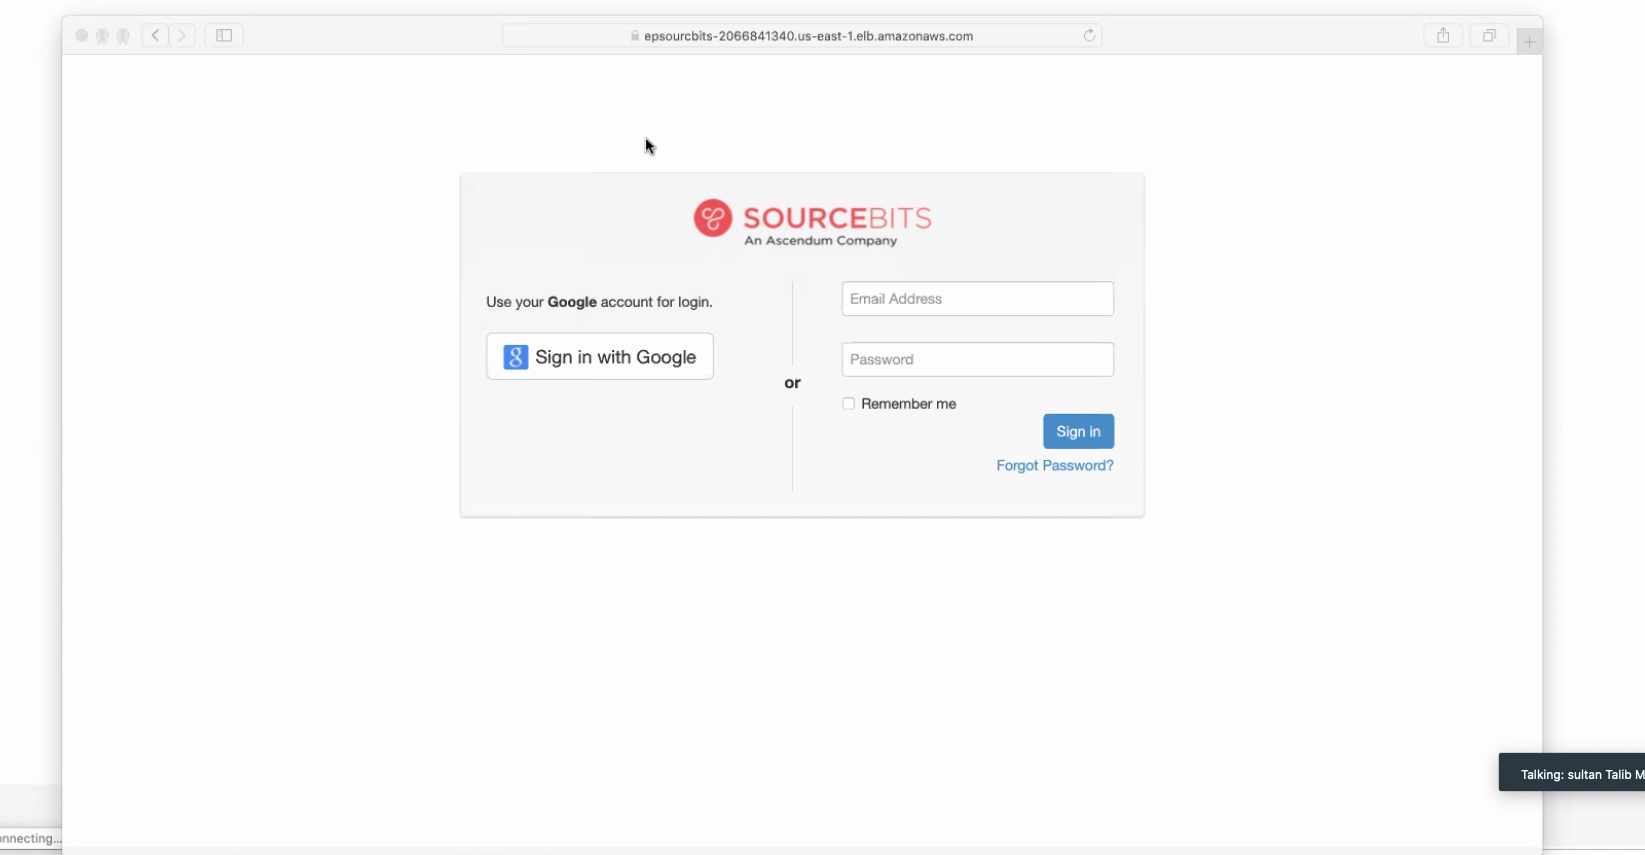 epsourcbits-2066841340.us-east-1.elb.amazonaws.com
SOURCEBITS
An Ascendum Company
Use your Google account for login.
Sign in with Google
or
Email Address
Password
Remember me
Sign in
Forgot Password?
Talking: sultan Talib M
onnecting...